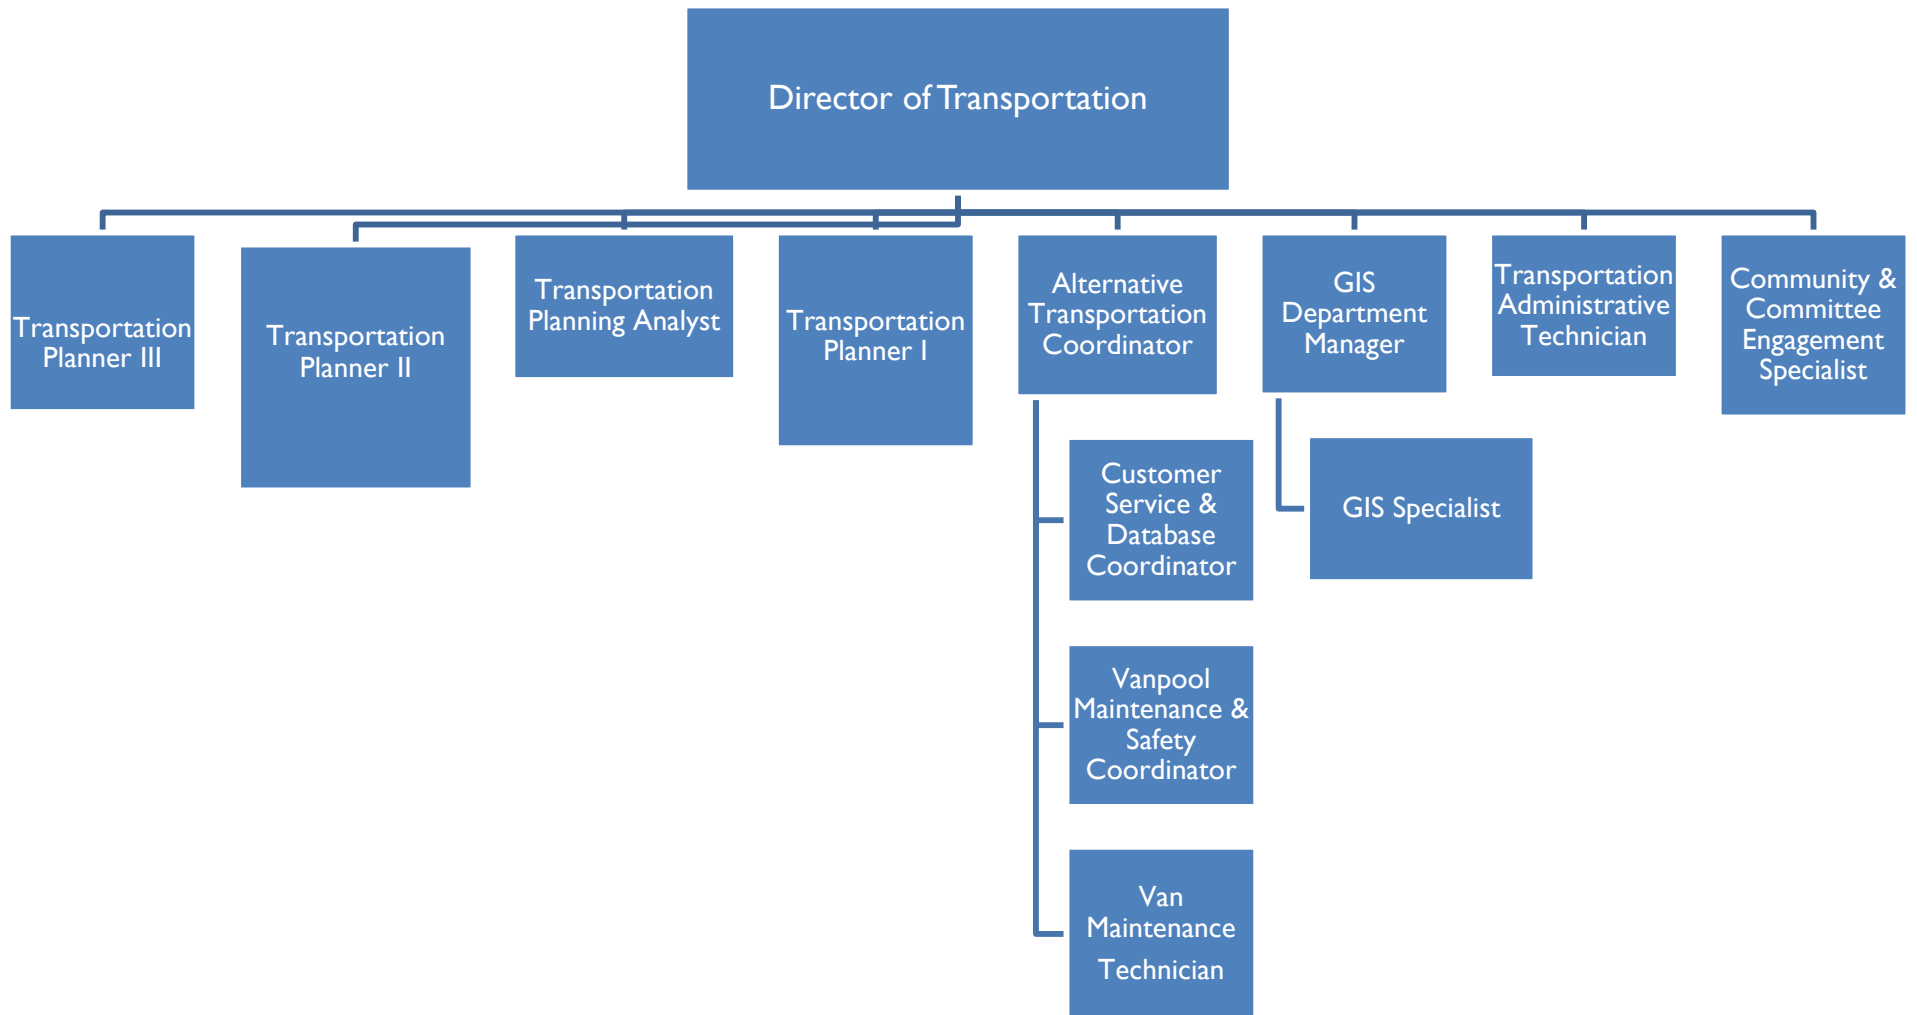 Director of Transportation
Transportation
Planner III
Transportation
Planner II
Transportation
Planning Analyst
Transportation
Planner I
Alternative
Transportation
Coordinator
GIS
Department
Manager
Transportation
Administrative
Technician
Community &
Committee
Engagement
Specialist
Customer
Service &
Database
Coordinator
GIS Specialist
Vanpool
Maintenance &
Safety
Coordinator
Van
Maintenance
Technician